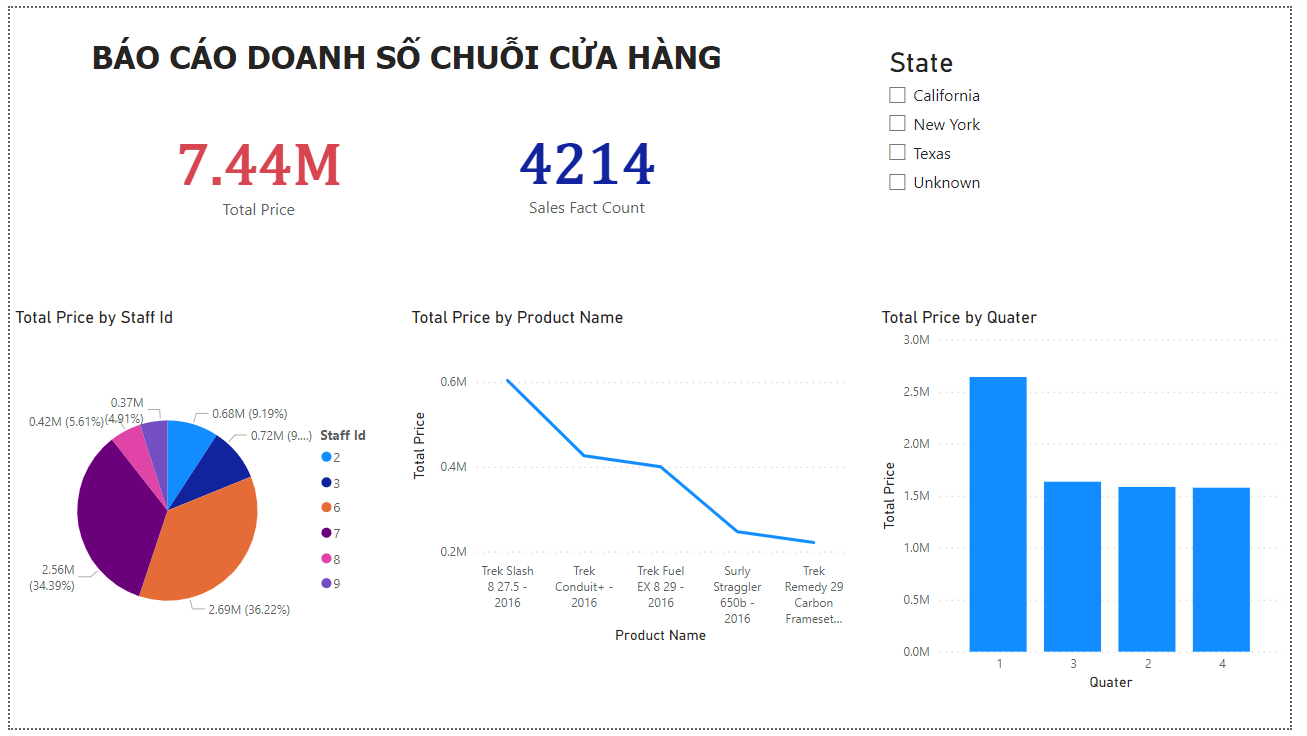 BÁO CÁO DOANH SỐ CHUỖI CỬA HÀNG
State
California
New York
Texas
Unknown
7.44M
Total Price
4214
Sales Fact Count
Total Price by Staff Id
0.37M
(4.91%)
0.42M (5.61%)
0.68M (9.19%)
0.72M (9....)
2.56M
(34.39%)
2.69M (36.22%)
Staff Id
2
3
6
7
8
9
Total Price by Product Name
Total Price
0.6M
0.4M
0.2M
Trek Slash
8 27.5 -
2016
Trek
Conduit+ -
2016
Trek Fuel
EX 8 29 -
2016
Surly
Straggler
650b -
2016
Trek
Remedy 29
Carbon
Frameset...
Product Name
Total Price by Quater
Total Price
3.0M
2.5M
2.0M
1.5M
1.0M
0.5M
0.0M
1
3
2
4
Quater